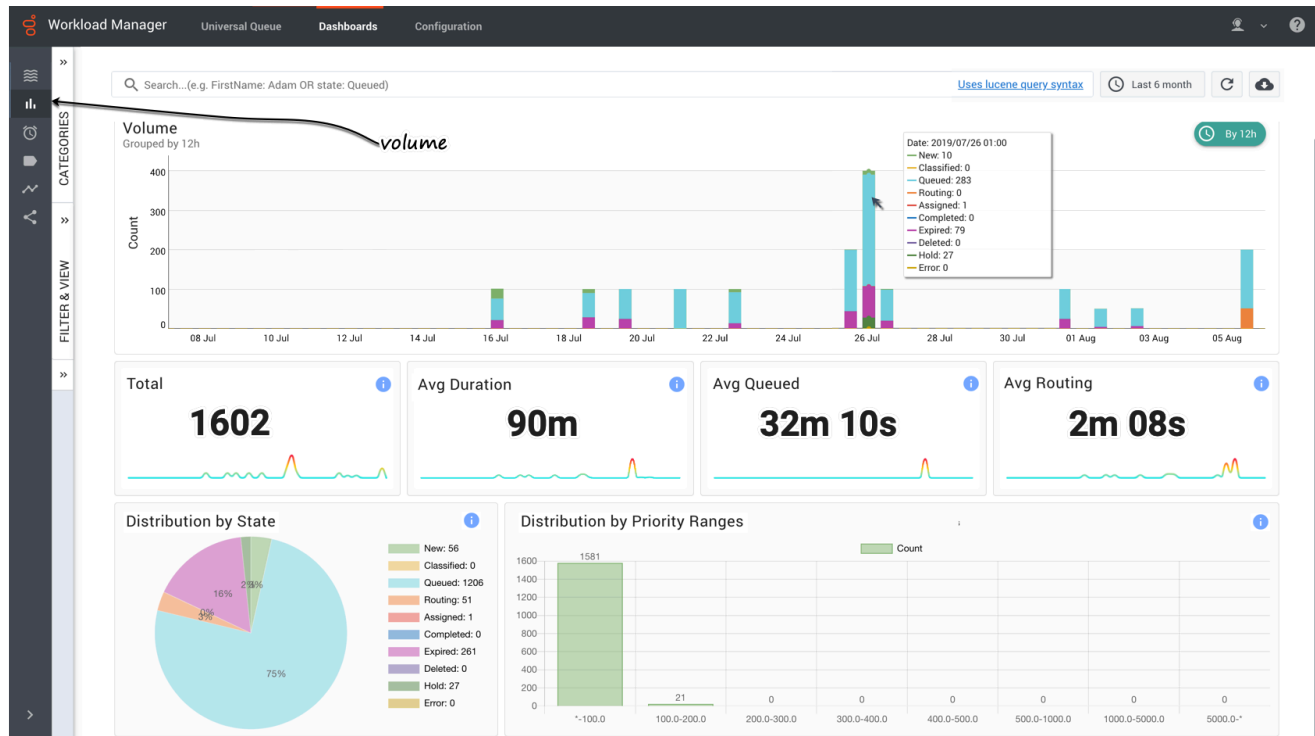 Workload Manager
Universal Queue
Dashboards
Configuration
CATEGORIES
FILTER & VIEW
Search...(e.g. FirstName: Adam OR state: Queued)
Uses lucene query syntax
Last 6 month
volume
Volume
Grouped by 12h
By 12h
Count
400
300
200
100
0
08 Jul
10 Jul
12 Jul
14 Jul
16 Jul
18 Jul
20 Jul
22 Jul
24 Jul
26 Jul
28 Jul
30 Jul
01 Aug
03 Aug
05 Aug
Date: 2019/07/26 01:00
New: 10
Classified: 0
Queued: 283
Routing: 0
Assigned: 1
Completed: 0
Expired: 79
Deleted: 0
Hold: 27
Error: 0
Total
1602
Avg Duration
90m
Avg Queued
32m 10s
Avg Routing
2m 08s
Distribution by State
16%
2%
0%
3%
75%
New: 56
Classified: 0
Queued: 1206
Routing: 51
Assigned: 1
Completed: 0
Expired: 261
Deleted: 0
Hold: 27
Error: 0
Distribution by Priority Ranges
Count
1600
1400
1200
1000
800
600
400
200
0
1581
21
0
0
0
0
0
0
*-100.0
100.0-200.0
200.0-300.0
300.0-400.0
400.0-500.0
500.0-1000.0
1000.0-5000.0
5000.0-*